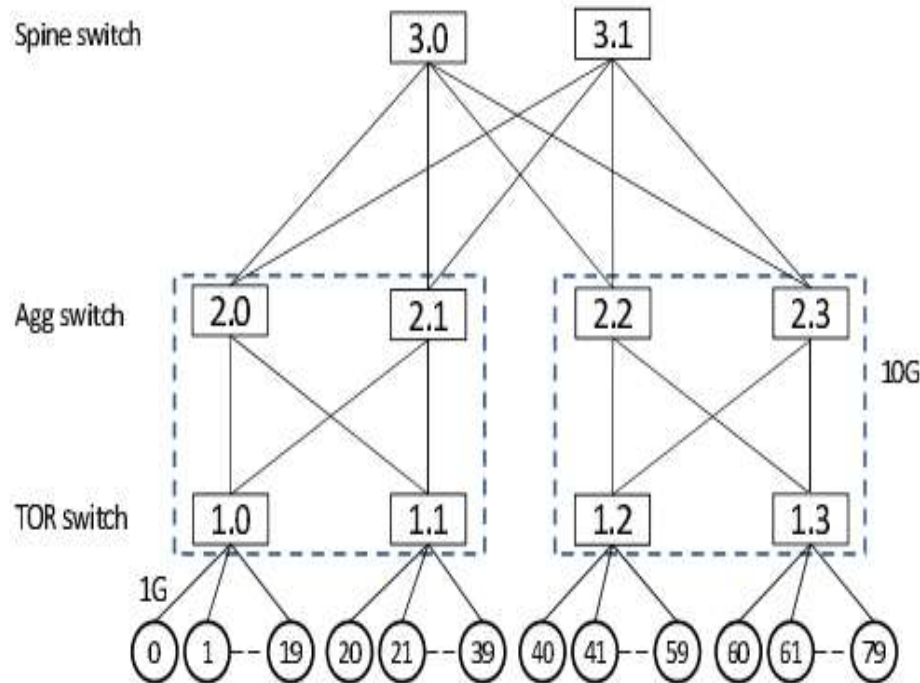 Spine switch 3.0 3.1
Agg switch 2.0 2.1 2.2 2.3
10G
TOR switch 1.0 1.1 1.2 1.3
1G
0 1 -- 19 20 21 -- 39 40 41 -- 59 60 61 -- 79